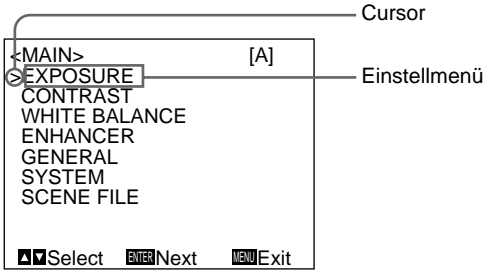 Cursor
<MAIN> [A]
>EXPOSURE
Einstellmenü
CONTRAST
WHITE BALANCE
ENHANCER
GENERAL
SYSTEM
SCENE FILE
▲▼Select ENTER Next MENU Exit